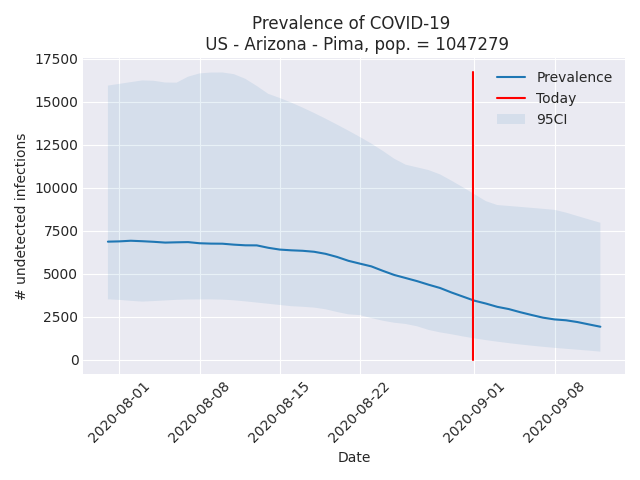 Prevalence of COVID-19
US - Arizona - Pima, pop. = 1047279
17500
15000
12500
10000
7500
5000
2500
0
# undetected infections
Prevalence
Today
95CI
2020-08-01
2020-08-08
2020-08-15
2020-08-22
2020-09-01
2020-09-08
Date